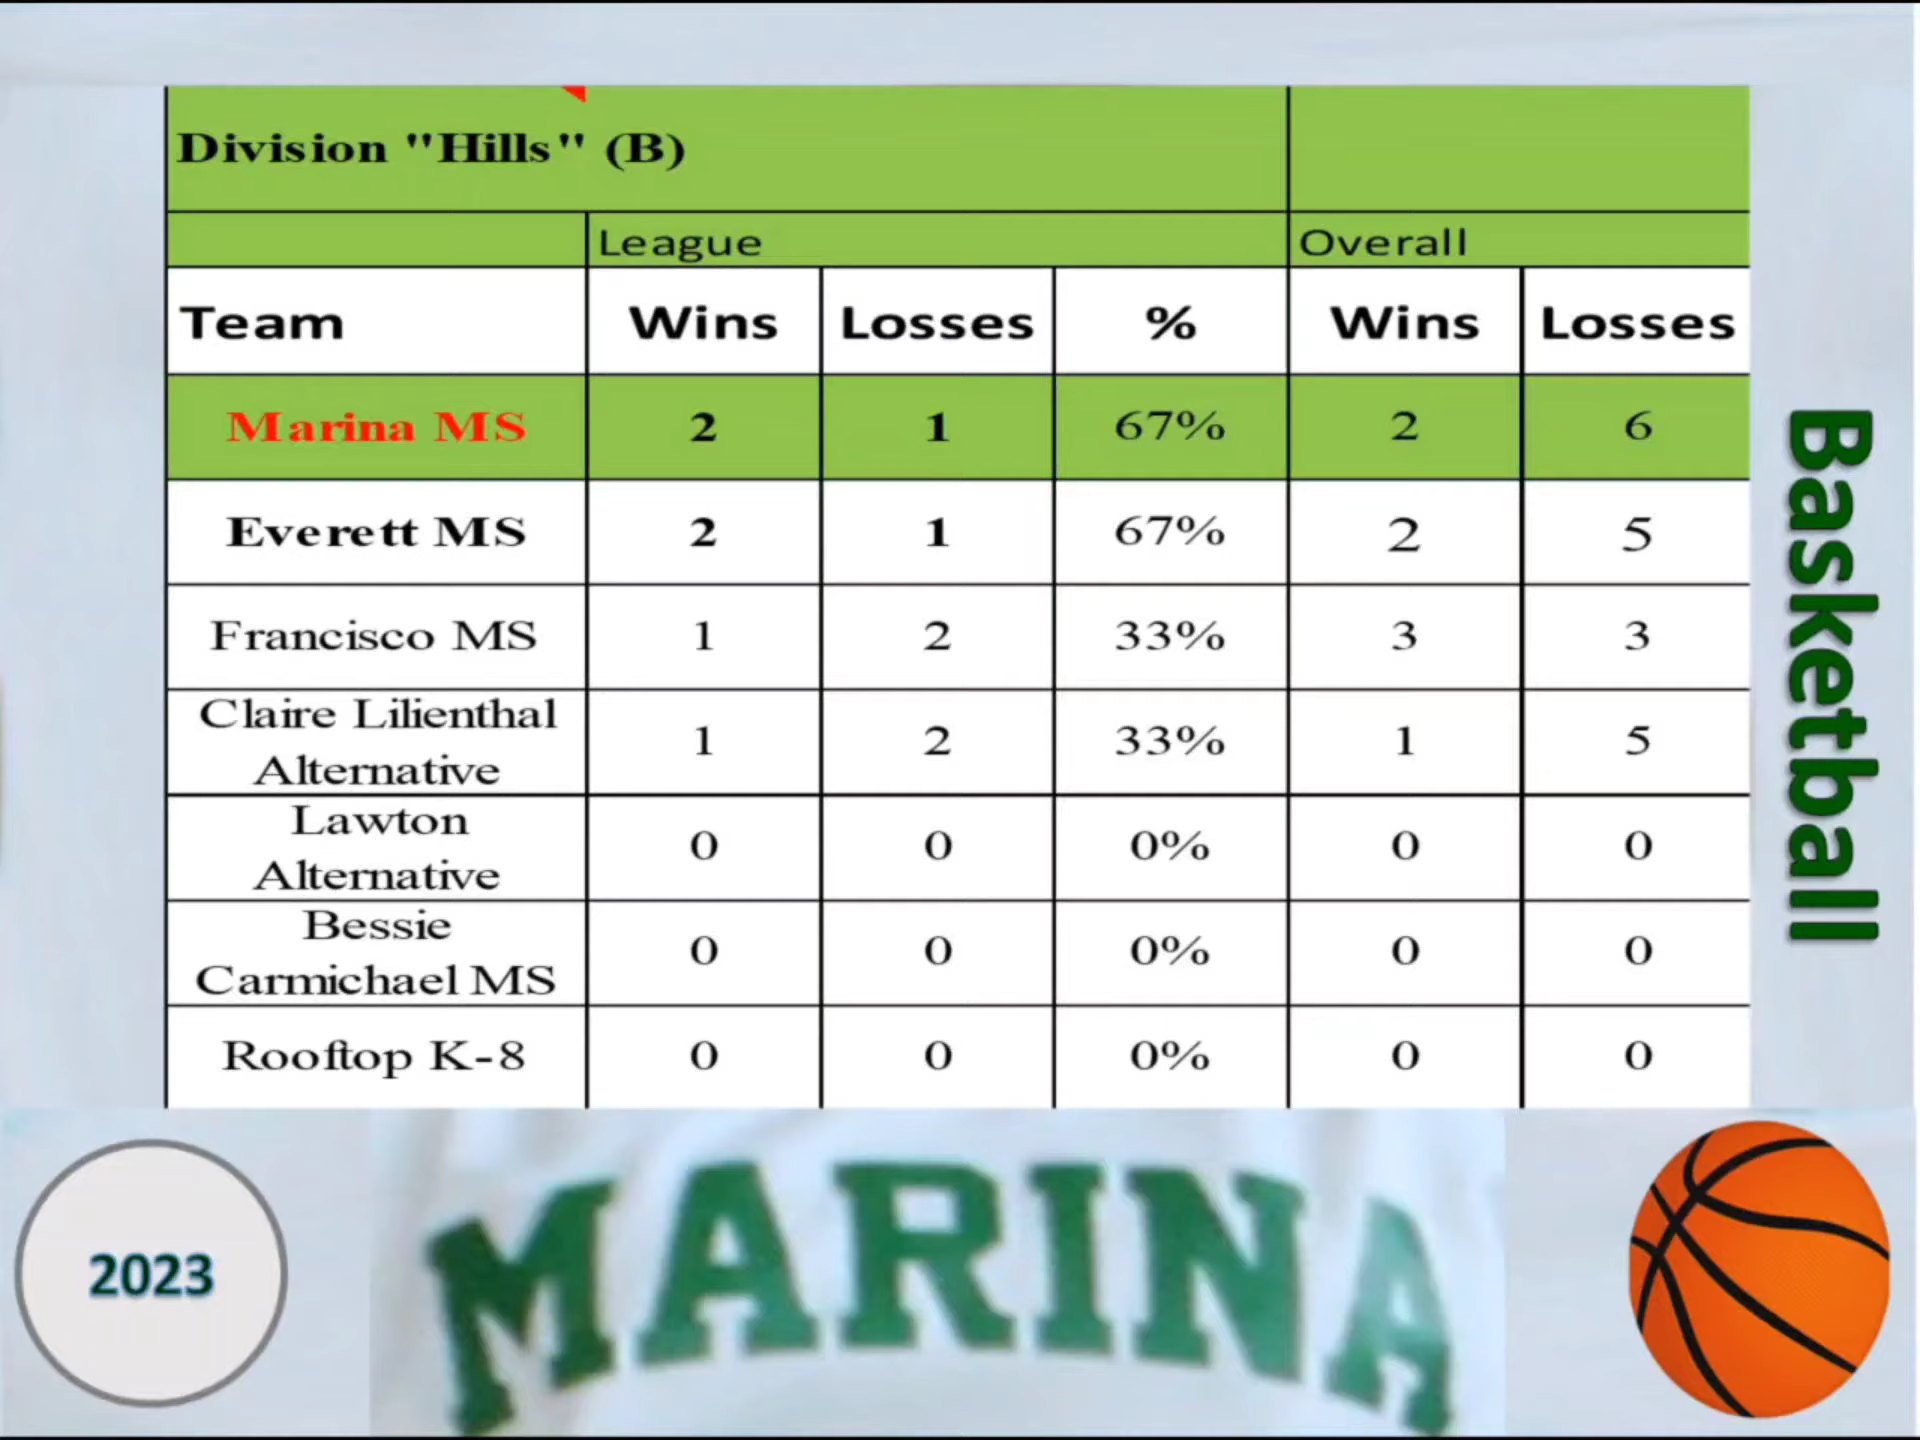 Division "Hills" (B)
League Overall
Team Wins Losses % Wins Losses
Marina MS 2 1 67% 2 6
Everett MS 2 1 67% 2 5
Francisco MS 1 2 33% 3 3
Claire Lilienthal
Alternative 1 2 33% 1 5
Lawton
Alternative 0 0 0% 0 0
Bessie
Carmichael MS 0 0 0% 0 0
Rooftop K-8 0 0 0% 0 0
Basketball
2023
MARINA